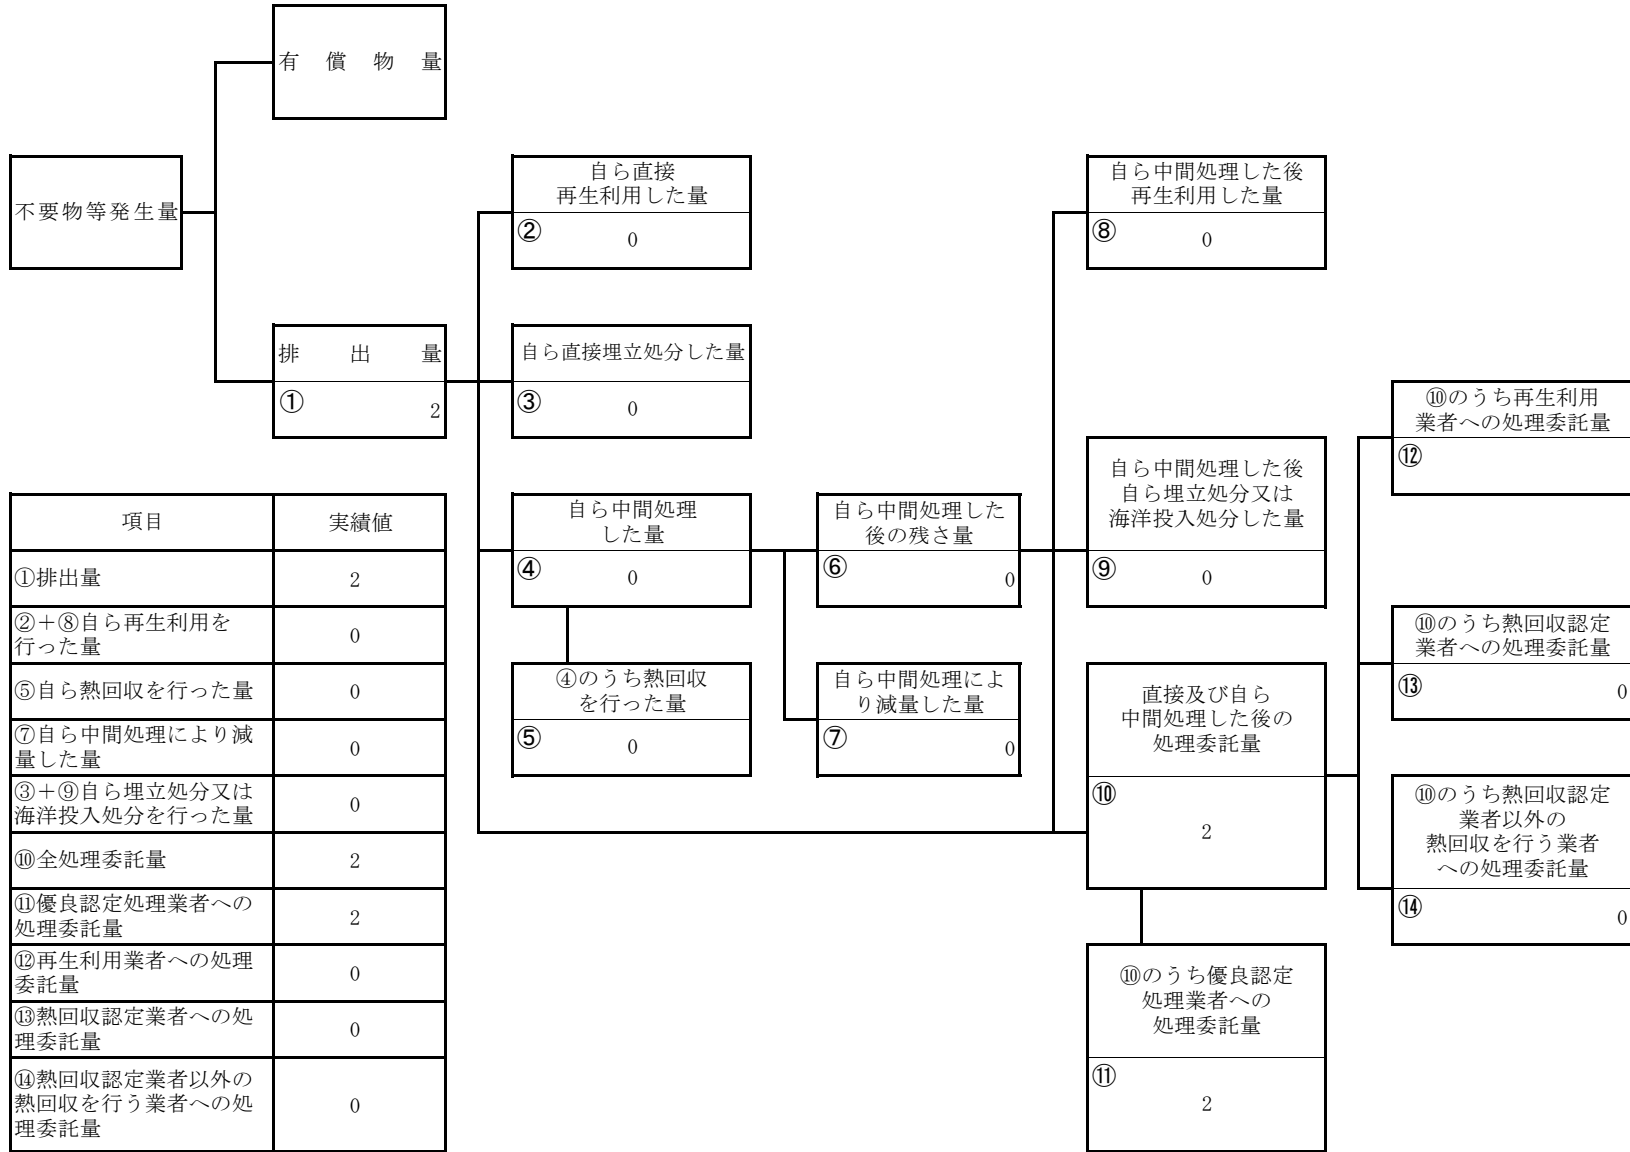 有償物量
不要物等発生量
排出量
①
2
自ら直接
再生利用した量
②
0
自ら直接埋立処分した量
③
0
自ら中間処理
した量
④
0
④のうち熱回収
を行った量
⑤
0
自ら中間処理した
後の残さ量
⑥
0
自ら中間処理によ
り減量した量
⑦
0
自ら中間処理した後
再生利用した量
⑧
0
自ら中間処理した後
自ら埋立処分又は
海洋投入処分した量
⑨
0
直接及び自ら
中間処理した後の
処理委託量
⑩
2
⑩のうち優良認定
処理業者への
処理委託量
⑪
2
⑩のうち再生利用
業者への処理委託量
⑫
⑩のうち熱回収認定
業者への処理委託量
⑬
0
⑩のうち熱回収認定
業者以外の
熱回収を行う業者
への処理委託量
⑭
0
項目
実績値
①排出量
2
②＋⑧自ら再生利用を
行った量
0
⑤自ら熱回収を行った量
0
⑦自ら中間処理により減
量した量
0
③＋⑨自ら埋立処分又は
海洋投入処分を行った量
0
⑩全処理委託量
2
⑪優良認定処理業者への
処理委託量
2
⑫再生利用業者への処理
委託量
0
⑬熱回収認定業者への処
理委託量
0
⑭熱回収認定業者以外の
熱回収を行う業者への処
理委託量
0